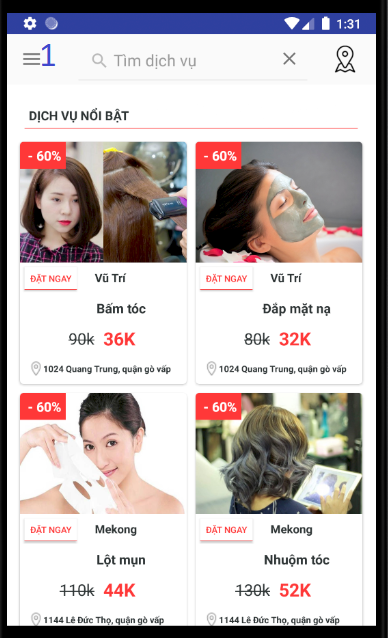 1:31
1
Tìm dịch vụ
DỊCH VỤ NỔI BẬT
- 60%
- 60%
ĐẶT NGAY Vũ Trí
ĐẶT NGAY Vũ Trí
Bấm tóc
Đắp mặt nạ
90k 36K
80k 32K
1024 Quang Trung, quận gò vấp
1024 Quang Trung, quận gò vấp
- 60%
- 60%
ĐẶT NGAY Mekong
ĐẶT NGAY Mekong
Lột mụn
Nhuộm tóc
110k 44K
130k 52K
1144 Lê Đức Thọ, quận gò vấp
1144 Lê Đức Thọ, quận gò vấp